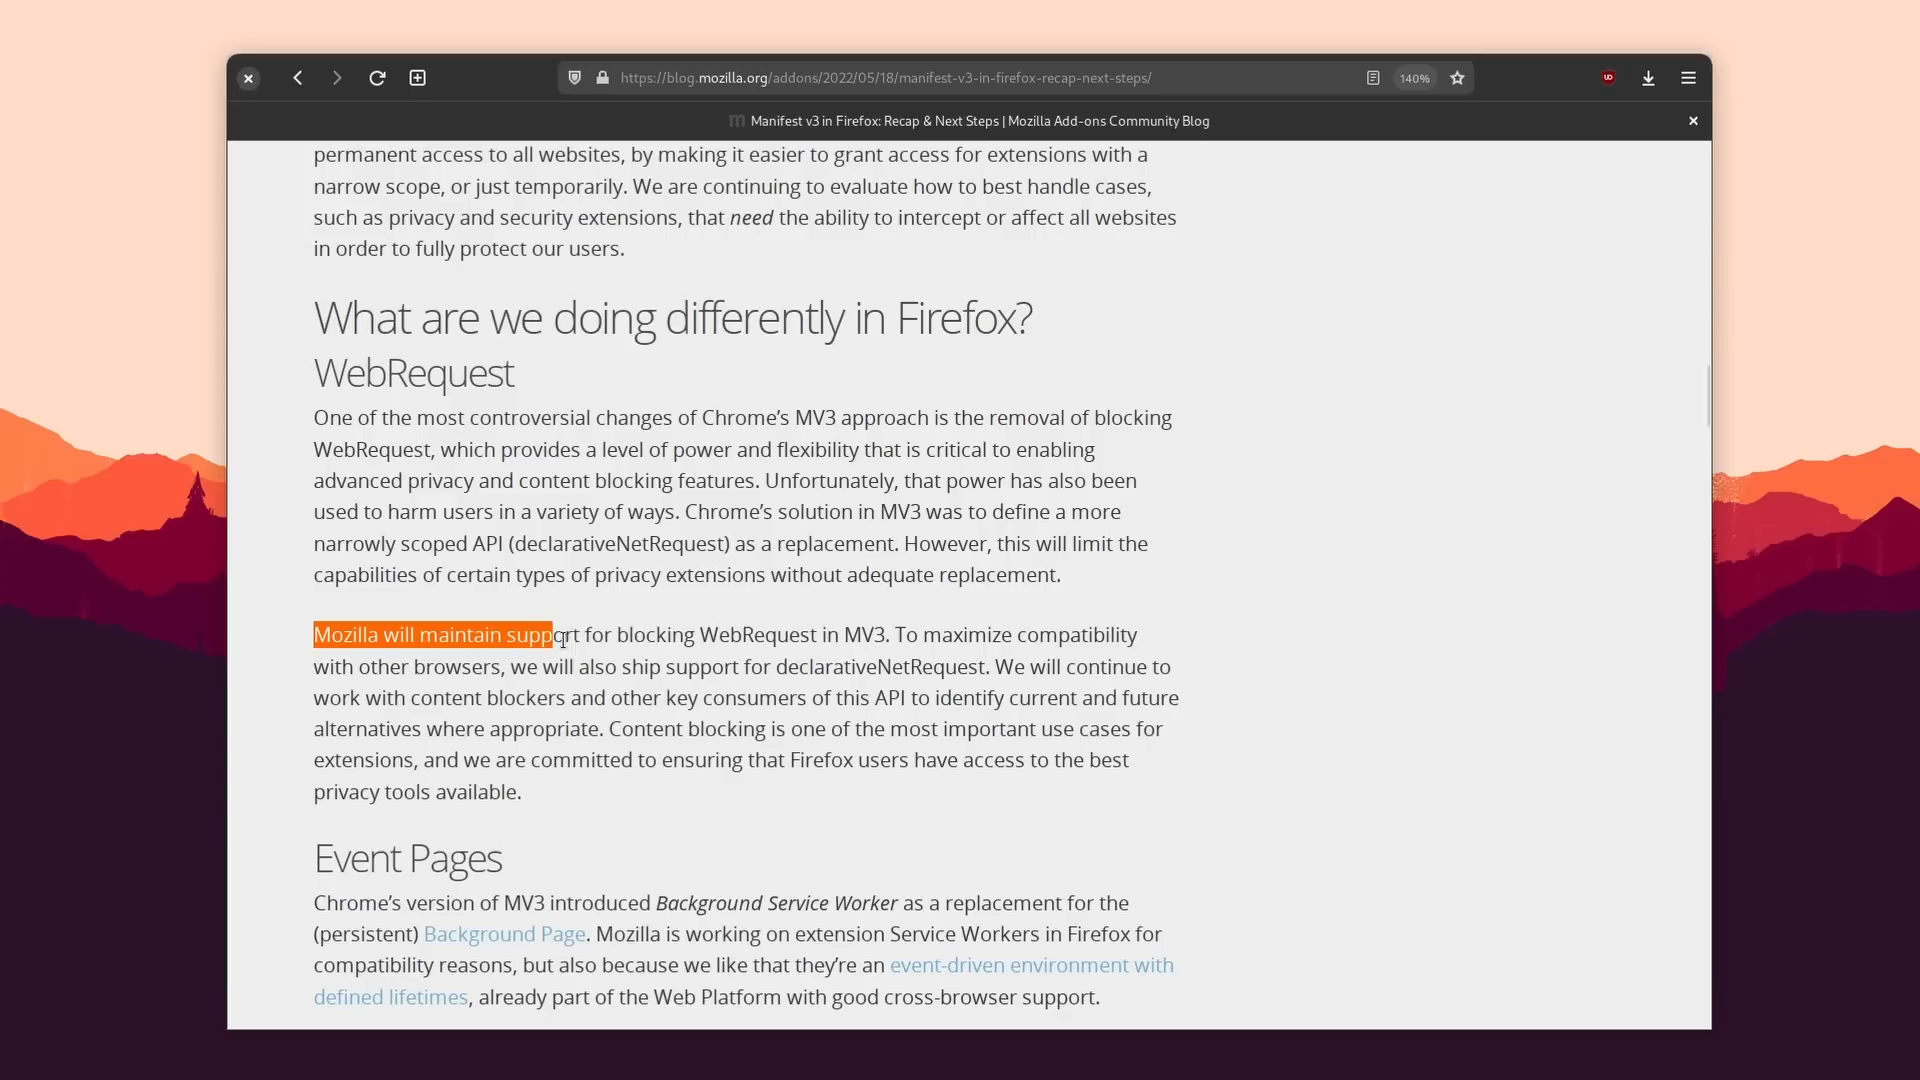 https://blog.mozilla.org/addons/2022/05/18/manifest-v3-in-firefox-recap-next-steps/
140%
Manifest v3 in Firefox: Recap & Next Steps | Mozilla Add-ons Community Blog
permanent access to all websites, by making it easier to grant access for extensions with a
narrow scope, or just temporarily. We are continuing to evaluate how to best handle cases,
such as privacy and security extensions, that need the ability to intercept or affect all websites
in order to fully protect our users.
What are we doing differently in Firefox?
WebRequest
One of the most controversial changes of Chrome’s MV3 approach is the removal of blocking
WebRequest, which provides a level of power and flexibility that is critical to enabling
advanced privacy and content blocking features. Unfortunately, that power has also been
used to harm users in a variety of ways. Chrome’s solution in MV3 was to define a more
narrowly scoped API (declarativeNetRequest) as a replacement. However, this will limit the
capabilities of certain types of privacy extensions without adequate replacement.
Mozilla will maintain support for blocking WebRequest in MV3. To maximize compatibility
with other browsers, we will also ship support for declarativeNetRequest. We will continue to
work with content blockers and other key consumers of this API to identify current and future
alternatives where appropriate. Content blocking is one of the most important use cases for
extensions, and we are committed to ensuring that Firefox users have access to the best
privacy tools available.
Event Pages
Chrome’s version of MV3 introduced Background Service Worker as a replacement for the
(persistent) Background Page. Mozilla is working on extension Service Workers in Firefox for
compatibility reasons, but also because we like that they’re an event-driven environment with
defined lifetimes, already part of the Web Platform with good cross-browser support.